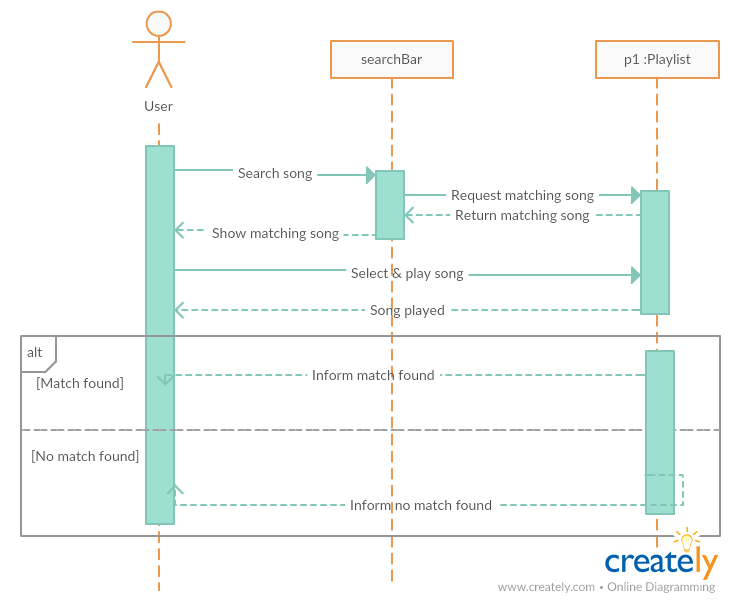 User
searchBar
p1 :Playlist
Search song
Request matching song
Return matching song
Show matching song
Select & play song
Song played
alt
[Match found]
Inform match found
[No match found]
Inform no match found
creately
www.creately.com • Online Diagramming